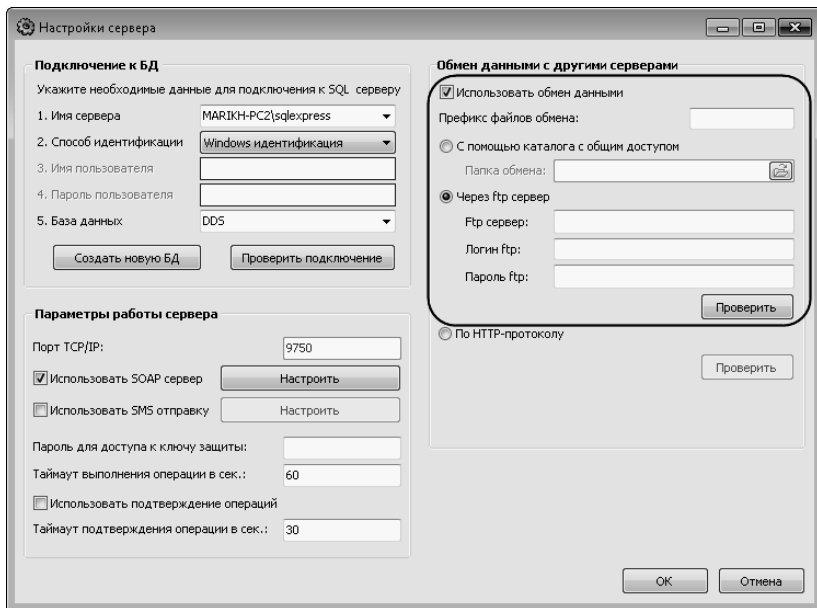 Настройки сервера
Подключение к БД
Укажите необходимые данные для подключения к SQL серверу
1. Имя сервера
MARIKH-PC2\sqlexpress
2. Способ идентификации
Windows идентификация
3. Имя пользователя
4. Пароль пользователя
5. База данных
DDS
Создать новую БД
Проверить подключение
Параметры работы сервера
Порт TCP/IP:
9750
Использовать SOAP сервер
Настроить
Использовать SMS отправку
Настроить
Пароль для доступа к ключу защиты:
Таймаут выполнения операции в сек.:
60
Использовать подтверждение операций
Таймаут подтверждения операции в сек.:
30
Обмен данными с другими серверами
Использовать обмен данными
Префикс файлов обмена:
С помощью каталога с общим доступом
Папка обмена:
Через ftp сервер
Ftp сервер:
Логин ftp:
Пароль ftp:
Проверить
По HTTP-протоколу
Проверить
ОК
Отмена